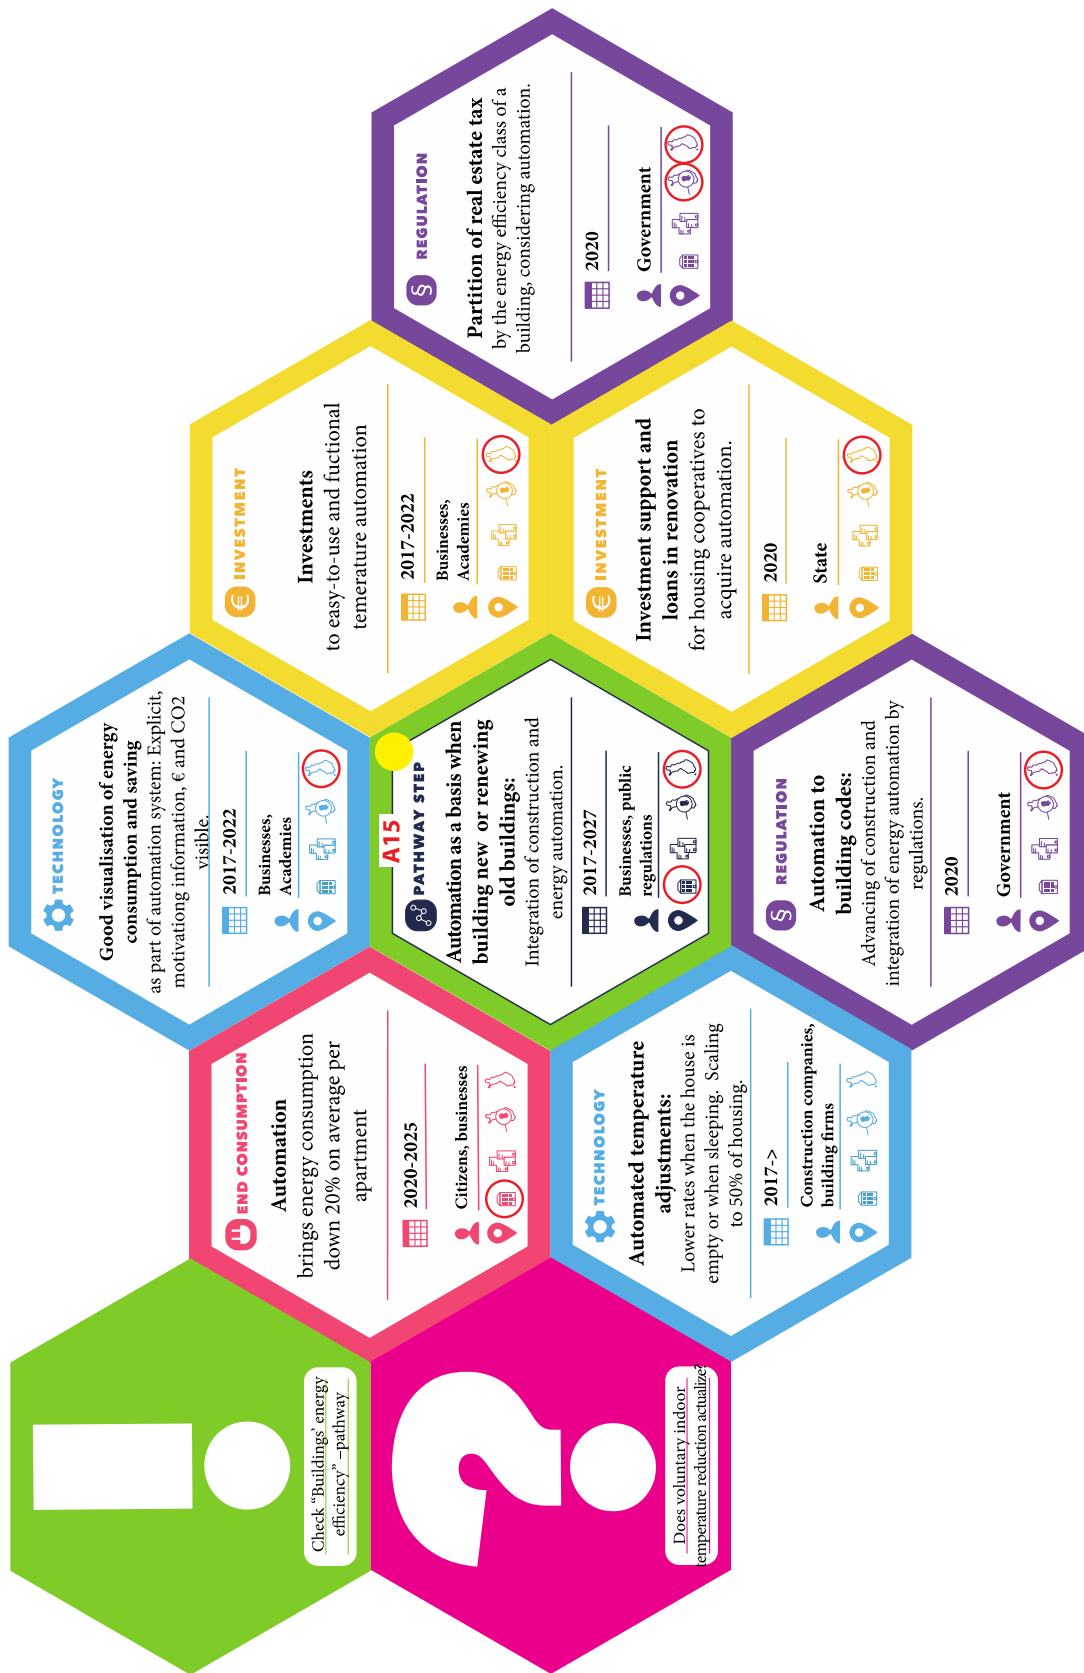 Check “Buildings’ energy
efficiency” –pathway
TECHNOLOGY
Good visualisation of energy
consumption and saving
as part of automation system: Explicit,
motivationg information, € and CO2
visible.
2017-2022
Businesses,
Academies
END CONSUMPTION
Automation
brings energy consumption
down 20% on average per
apartment
2020-2025
Citizens, businesses
€ INVESTMENT
Investments
to easy-to-use and fuctional
temerature automation
2017-2022
Businesses,
Academies
?
Does voluntary indoor
temperature reduction actualize?
A15
PATHWAY STEP
Automation as a basis when
building new or renewing
old buildings:
Integration of construction and
energy automation.
2017-2027
Businesses, public
regulations
§ REGULATION
Partition of real estate tax
by the energy efficiency class of a
building, considering automation.
2020
Government
TECHNOLOGY
Automated temperature
adjustments:
Lower rates when the house is
empty or when sleeping. Scaling
to 50% of housing.
2017->
Construction companies,
building firms
€ INVESTMENT
Investment support and
loans in renovation
for housing cooperatives to
acquire automation.
2020
State
§ REGULATION
Automation to
building codes:
Advancing of construction and
integration of energy automation by
regulations.
2020
Government